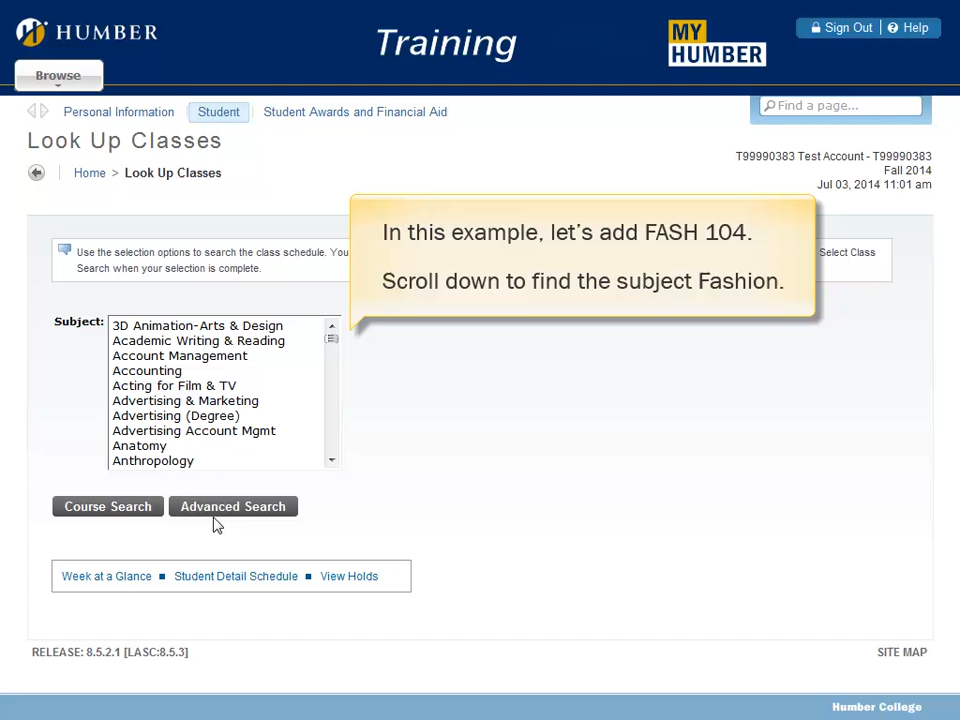 HUMBER
Training
MY
HUMBER
Sign Out | Help
Browse
Personal Information Student Student Awards and Financial Aid
Find a page...
Look Up Classes
Home > Look Up Classes
T99990383 Test Account - T99990383
Fall 2014
Jul 03, 2014 11:01 am
In this example, let's add FASH 104.
Scroll down to find the subject Fashion.
Use the selection options to search the class schedule. You Select Class
Search when your selection is complete.
Subject:
3D Animation-Arts & Design
Academic Writing & Reading
Account Management
Accounting
Acting for Film & TV
Advertising & Marketing
Advertising (Degree)
Advertising Account Mgmt
Anatomy
Anthropology
Course Search Advanced Search
Week at a Glance Student Detail Schedule View Holds
RELEASE: 8.5.2.1 [LASC:8.5.3]
SITE MAP
Humber College